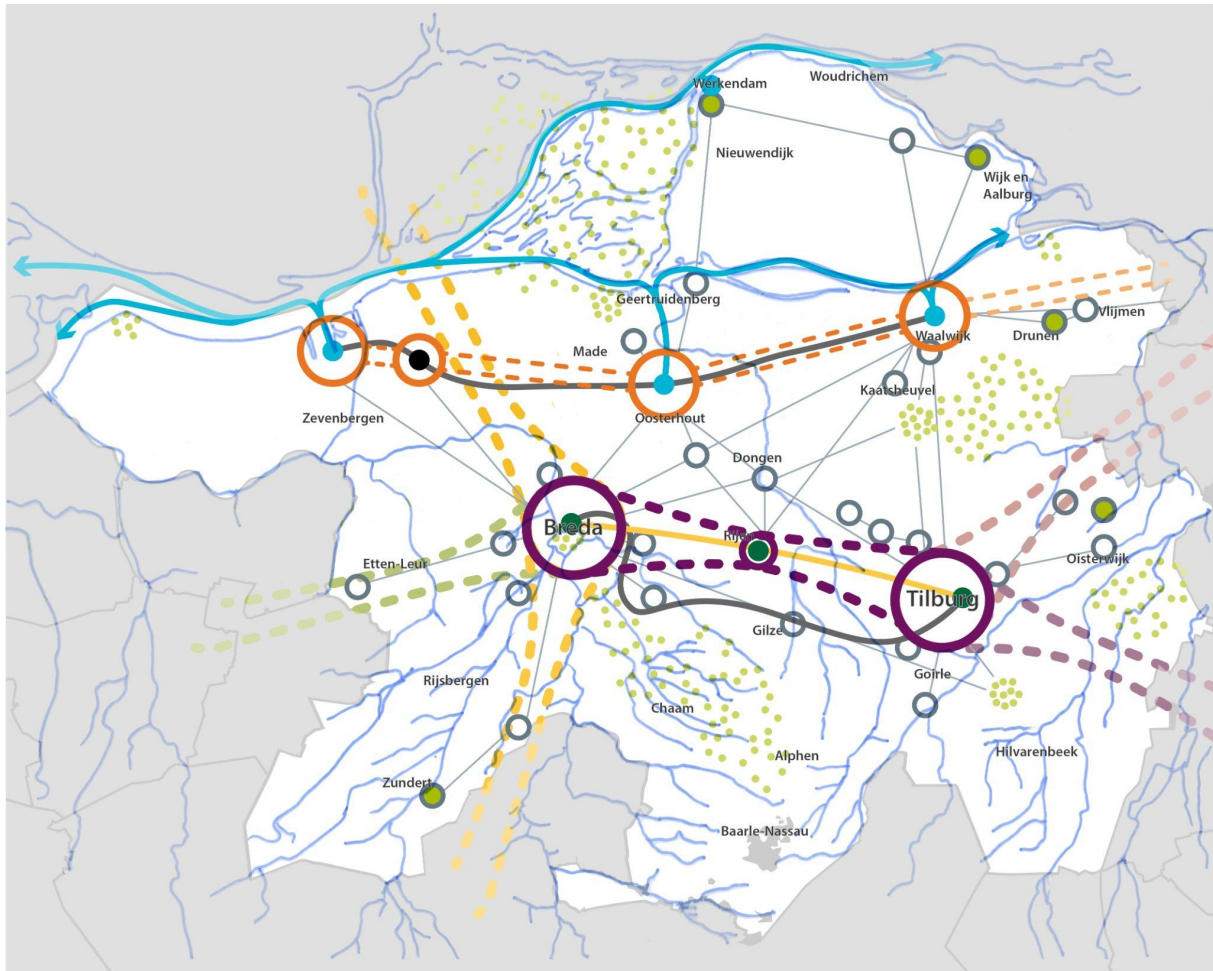 Woudrichem
Werkendam
Nieuwendijk
Wijk en
Aalburg
Geertruidenberg
Vlijmen
Made
Waalwijk
Drunen
Kaatsheuvel
Zevenbergen
Oosterhout
Dongen
Breda
Rijen
Etten-Leur
Oisterwijk
Tilburg
Gilze
Goirle
Rijsbergen
Chaam
Alphen
Hilvarenbeek
Zundert
Baarle-Nassau